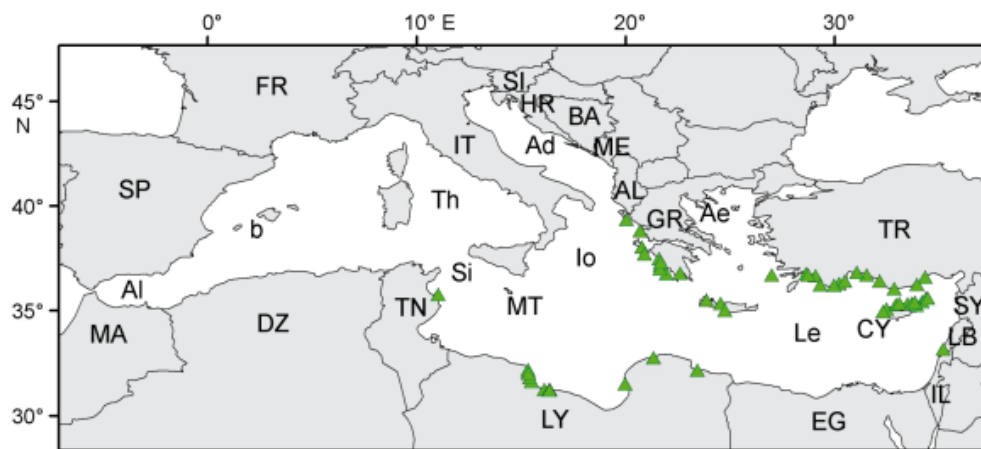 0° 10° E 20° 30°
45°
N
40°
35°
30°
FR
SI
HR
BA
IT
Ad
ME
SP
Th
AL
GR
Ae
TR
b
Io
Al
Si
MT
MA
DZ
TN
Le
CY
SY
LB
LY
EG
IL